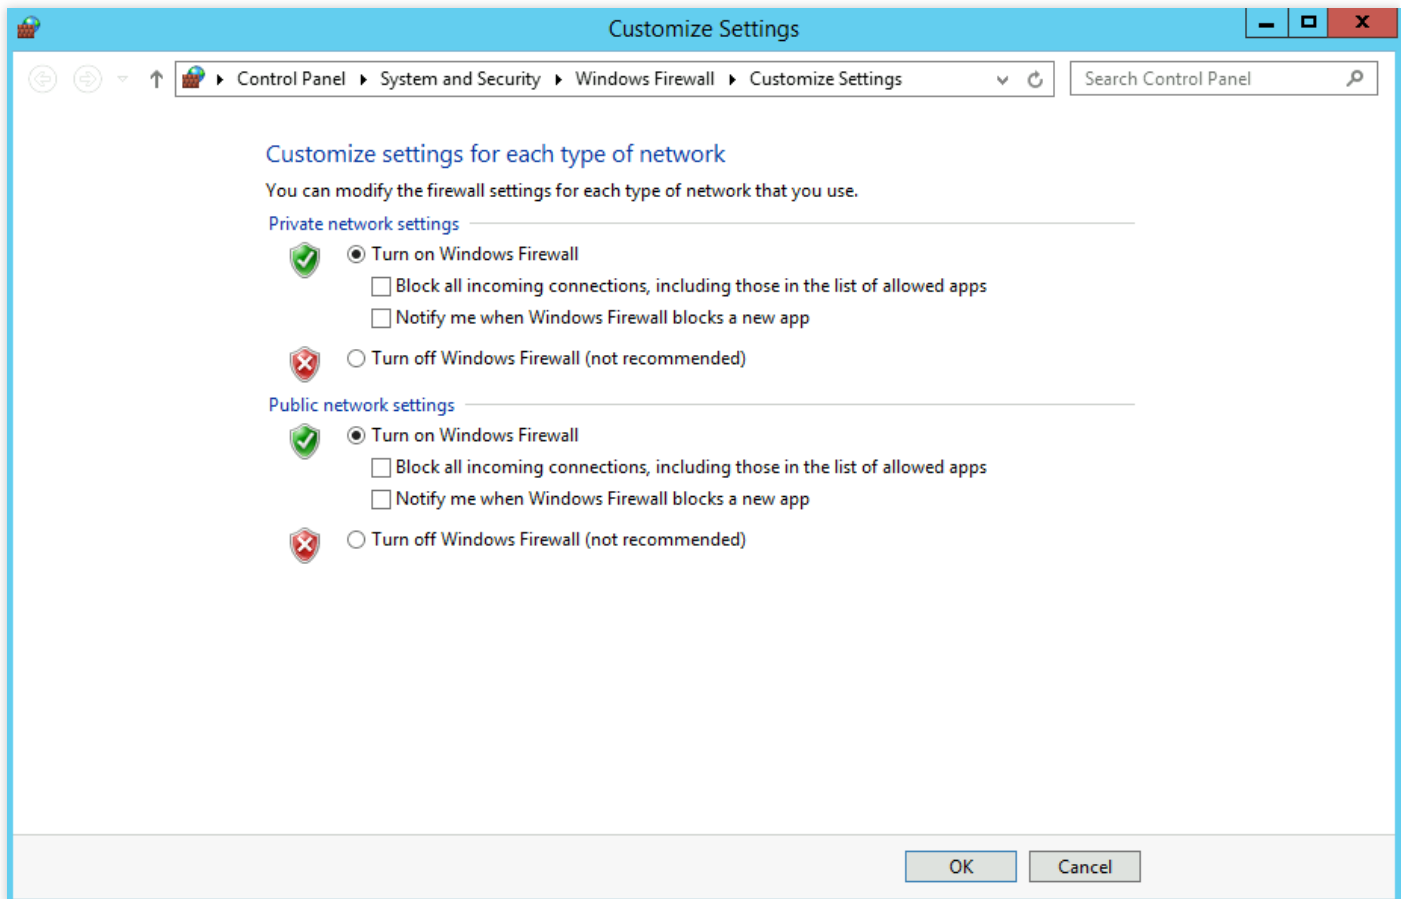 Customize Settings
Control Panel System and Security Windows Firewall Customize Settings
Search Control Panel
Customize settings for each type of network
You can modify the firewall settings for each type of network that you use.
Private network settings
Turn on Windows Firewall
Block all incoming connections, including those in the list of allowed apps
Notify me when Windows Firewall blocks a new app
Turn off Windows Firewall (not recommended)
Public network settings
Turn on Windows Firewall
Block all incoming connections, including those in the list of allowed apps
Notify me when Windows Firewall blocks a new app
Turn off Windows Firewall (not recommended)
OK Cancel